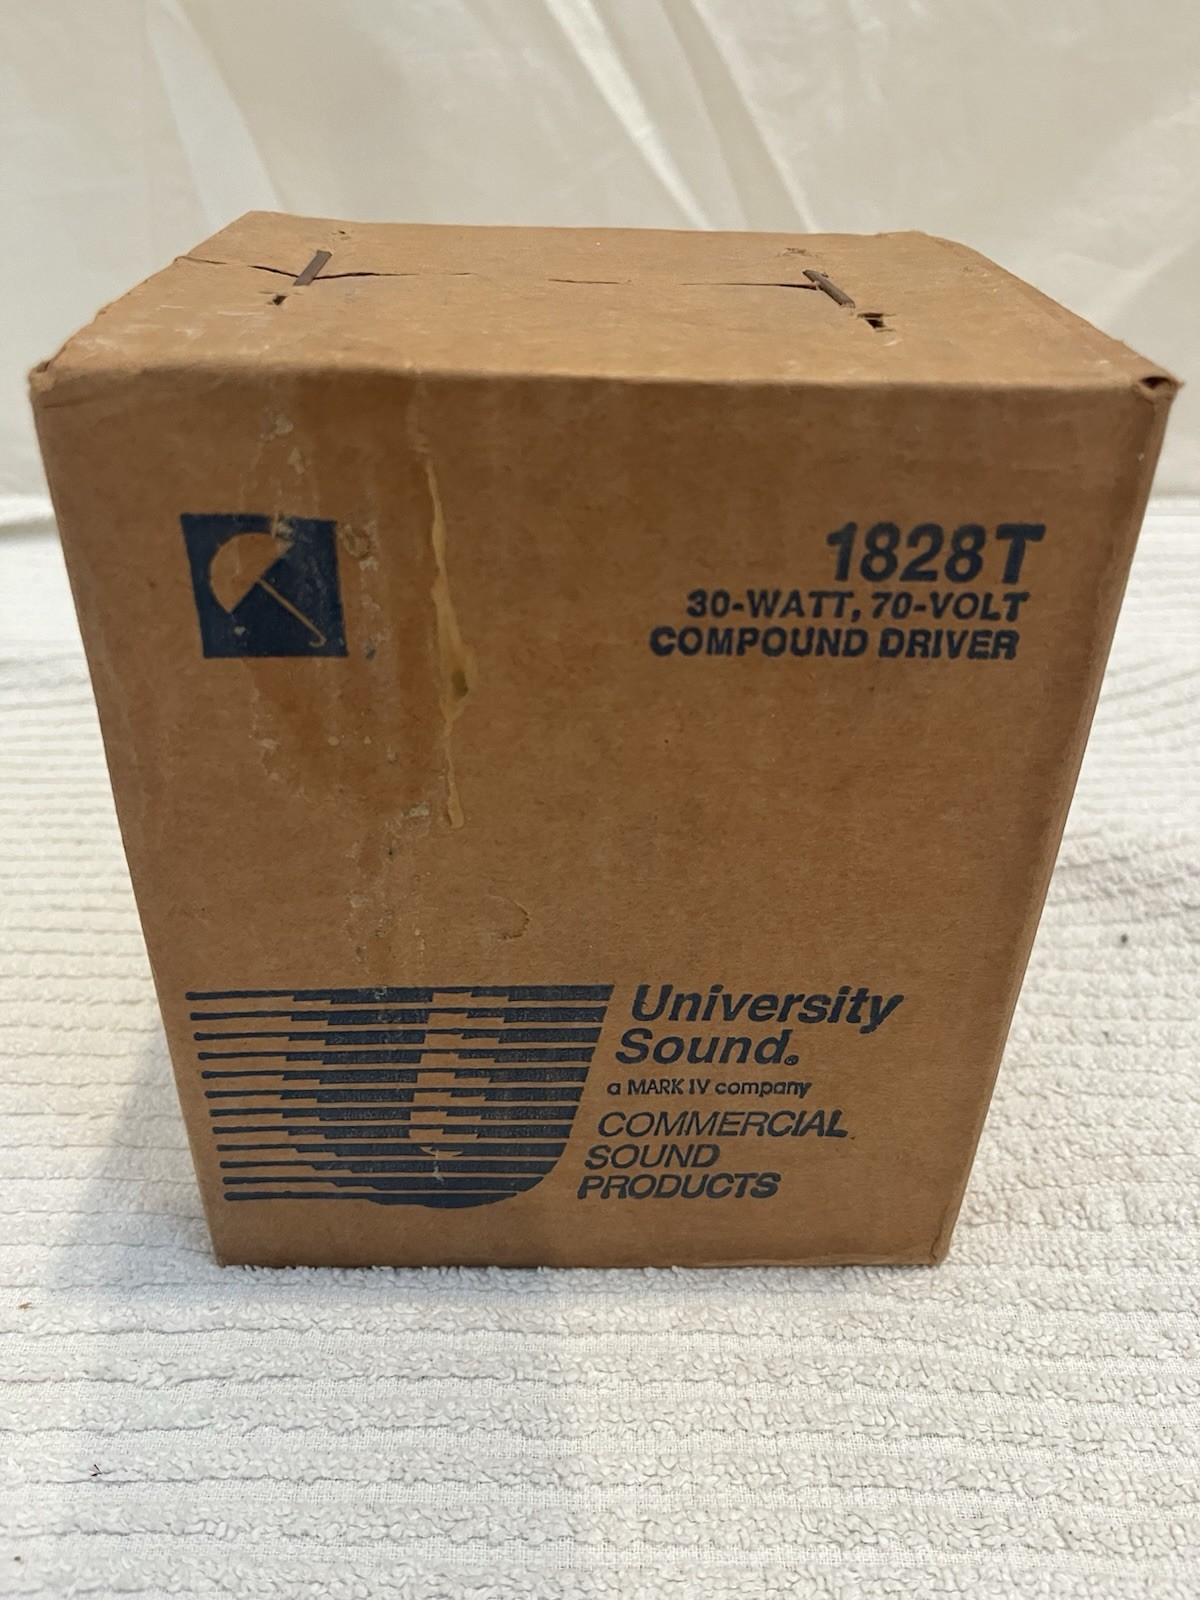 1828T
30-WATT, 70-VOLT
COMPOUND DRIVER
University
Sound®
a MARK IV company
COMMERCIAL
SOUND
PRODUCTS